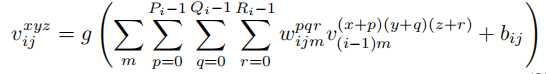 $v_{ij}^{xyz} = g\left(\sum_{m}\sum_{p=0}^{P_i-1}\sum_{q=0}^{Q_i-1}\sum_{r=0}^{R_i-1} w_{ijm}^{pqr} v_{(i-1)m}^{(x+p)(y+q)(z+r)} + b_{ij}\right)$